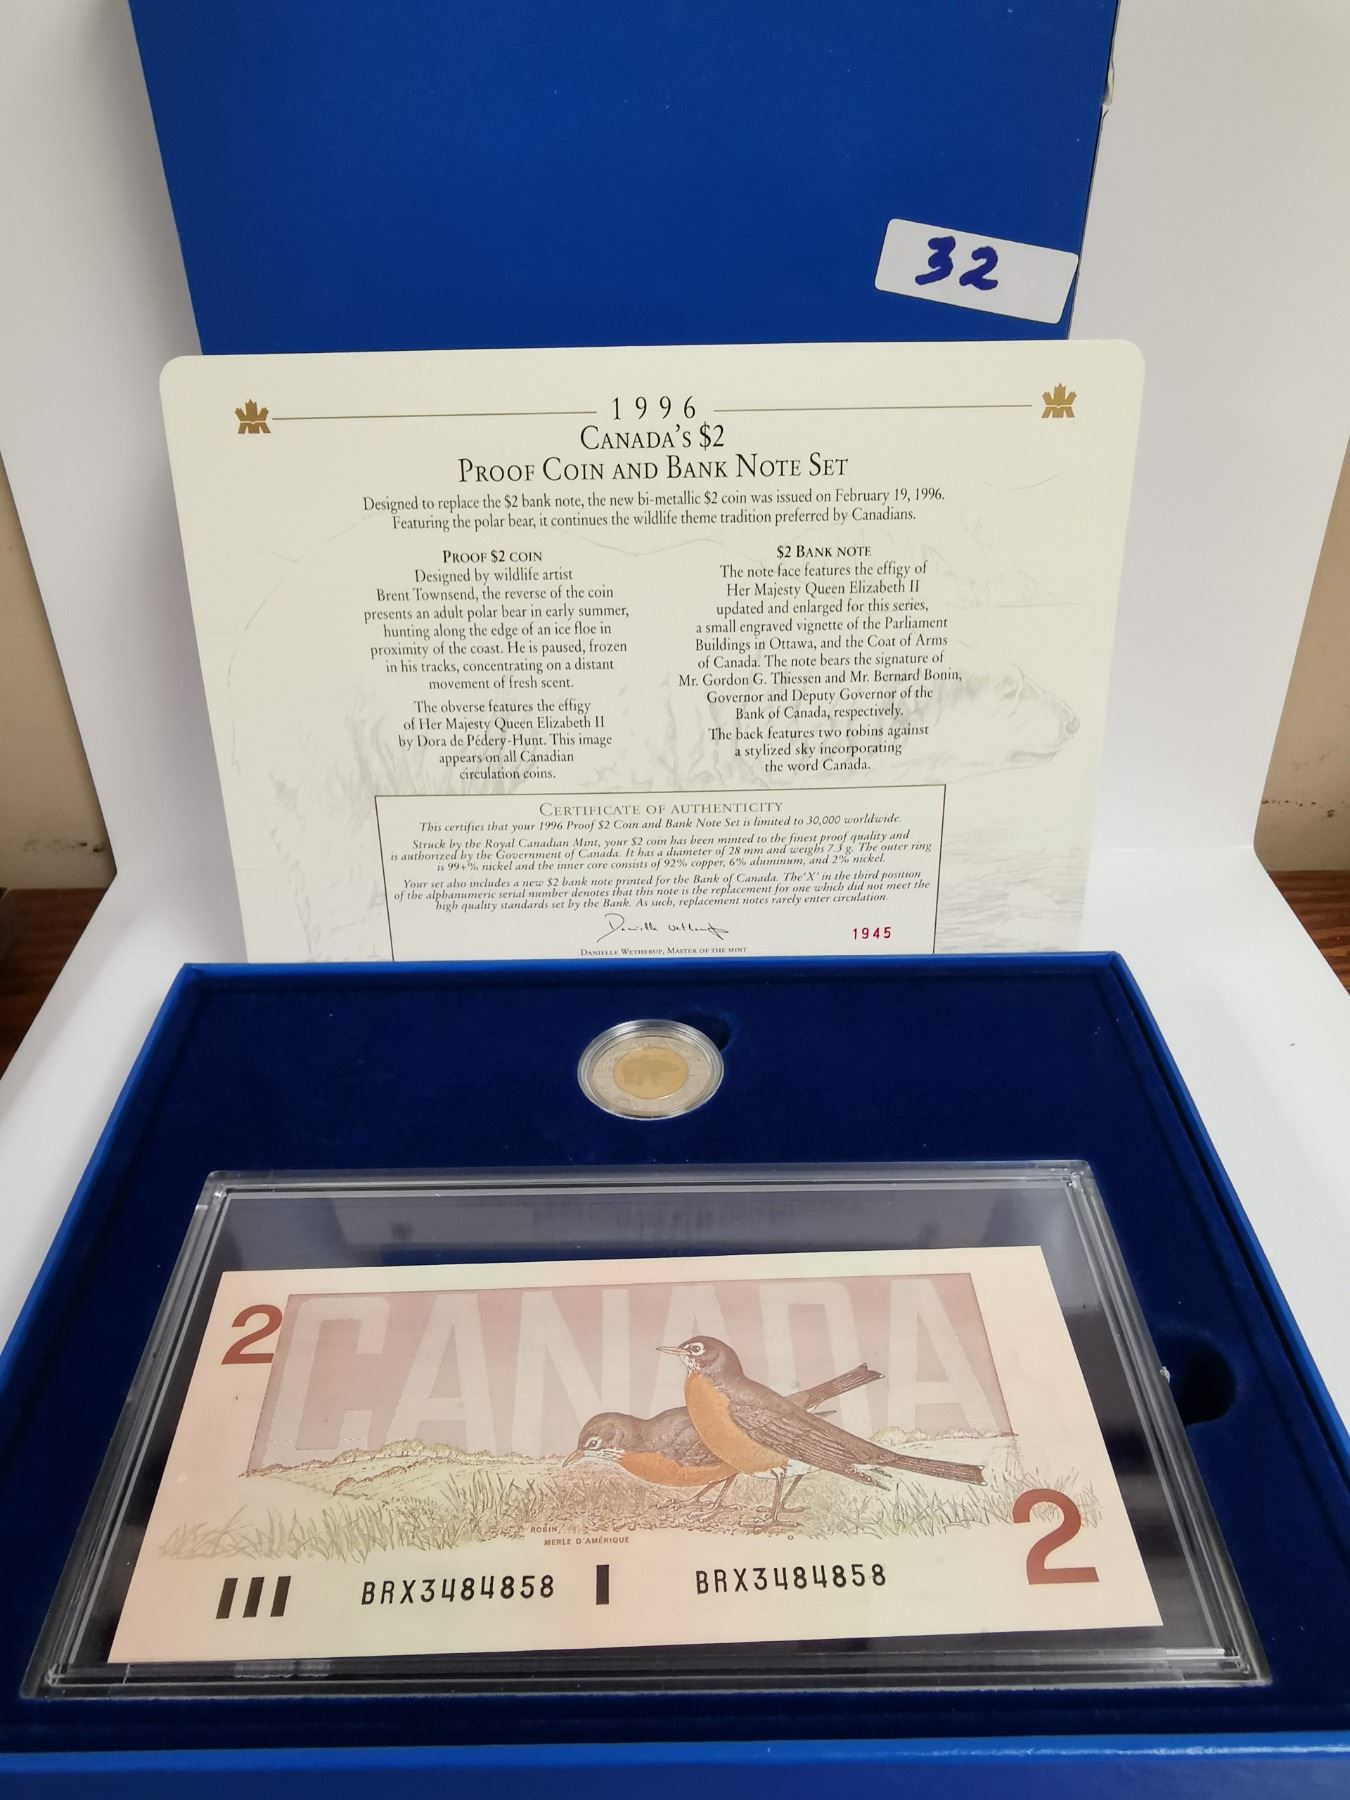 32
1996
CANADA'S $2
PROOF COIN AND BANK NOTE SET
Designed to replace the $2 bank note, the new bi-metallic $2 coin was issued on February 19, 1996.
Featuring the polar bear, it continues the wildlife theme tradition preferred by Canadians.
PROOF $2 COIN
Designed by wildlife artist
Brent Townsend, the reverse of the coin
presents an adult polar bear in early summer,
hunting along the edge of an ice floe in
proximity of the coast. He is paused, frozen
in his tracks, concentrating on a distant
movement of fresh scent.
The obverse features the effigy
of Her Majesty Queen Elizabeth II
by Dora de Pédery-Hunt. This image
appears on all Canadian
circulation coins.
$2 BANK NOTE
The note face features the effigy of
Her Majesty Queen Elizabeth II
updated and enlarged for this series,
a small engraved vignette of the Parliament
Buildings in Ottawa, and the Coat of Arms
of Canada. The note bears the signature of
Mr. Gordon G. Thiessen and Mr. Bernard Bonin,
Governor and Deputy Governor of the
Bank of Canada, respectively.
The back features two robins against
a stylized sky incorporating
the word Canada.
CERTIFICATE OF AUTHENTICITY
This certifies that your 1996 Proof $2 Coin and Bank Note Set is limited to 30,000 worldwide.
Struck by the Royal Canadian Mint, your $2 coin has been minted to the finest proof quality and
is authorized by the Government of Canada. It has a diameter of 28 mm and weighs 7.3 g. The outer ring
is 99+% nickel and the inner core consists of 92% copper, 6% aluminum, and 2% nickel.
Your set also includes a new $2 bank note printed for the Bank of Canada. The 'X' in the third position
of the alphanumeric serial number denotes that this note is the replacement for one which did not meet the
high quality standards set by the Bank. As such, replacement notes rarely enter circulation.
1945
DANIELLE WETHERUP, MASTER OF THE MINT
2
CANADA
ROBIN
MERLE D'AMÉRIQUE
2
BRX3484858
BRX3484858